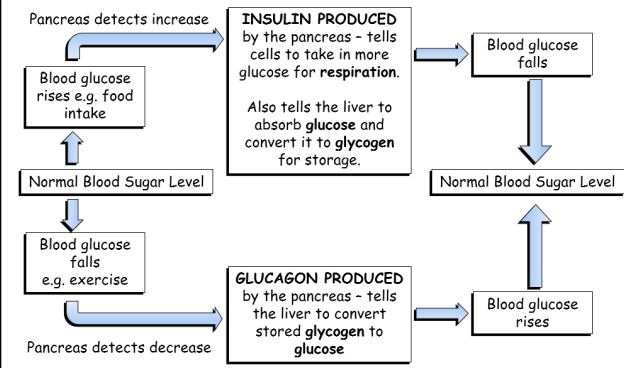 Pancreas detects increase
Blood glucose
rises e.g. food
intake
INSULIN PRODUCED
by the pancreas – tells
cells to take in more
glucose for respiration.
Also tells the liver to
absorb glucose and
convert it to glycogen
for storage.
Blood glucose
falls
Normal Blood Sugar Level
Normal Blood Sugar Level
Blood glucose
falls
e.g. exercise
Pancreas detects decrease
GLUCAGON PRODUCED
by the pancreas – tells
the liver to convert
stored glycogen to
glucose
Blood glucose
rises